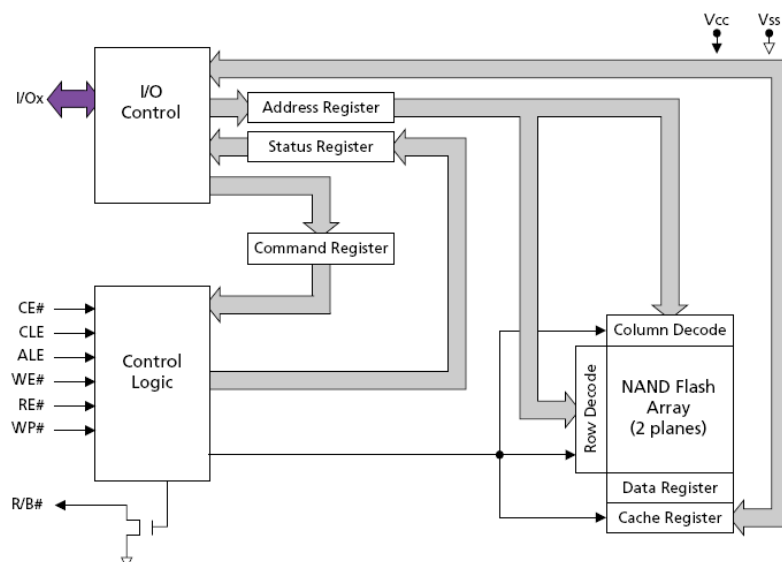 Vcc
Vss
I/Ox
I/O
Control
Address Register
Status Register
Command Register
CE#
CLE
ALE
WE#
RE#
WP#
Control
Logic
Column Decode
Row Decode
NAND Flash
Array
(2 planes)
Data Register
Cache Register
R/B#